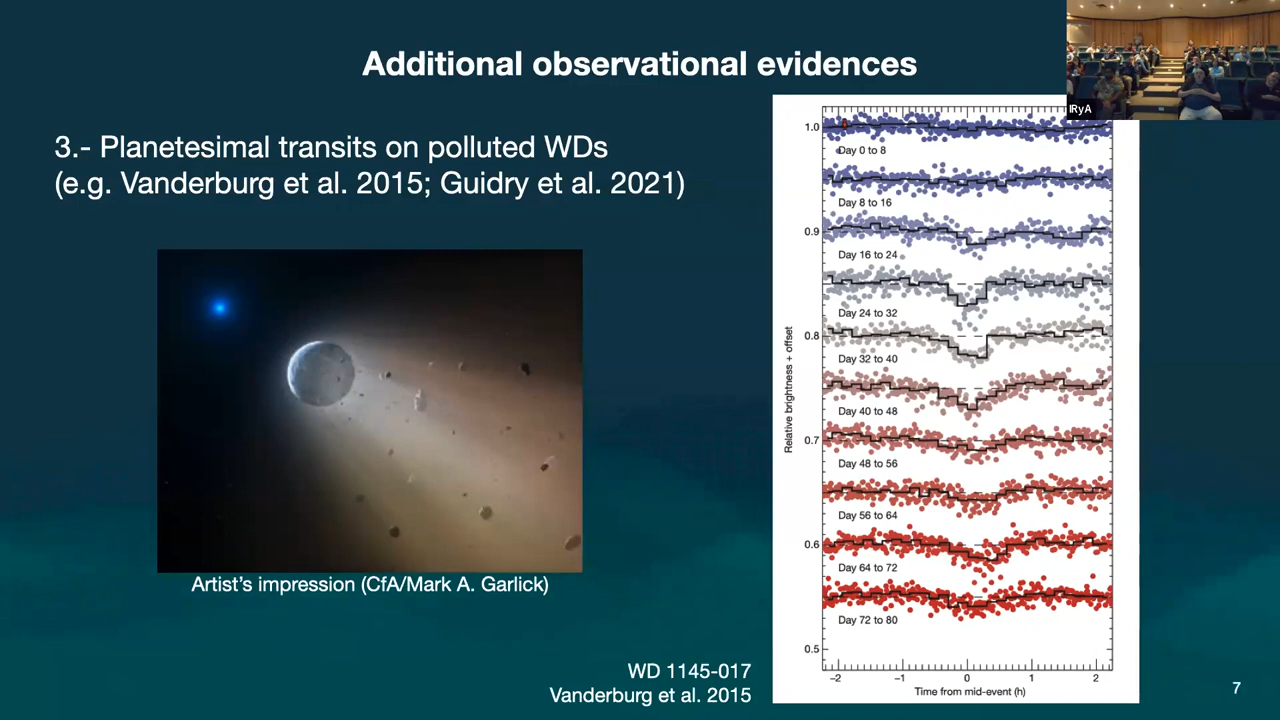 Additional observational evidences
IRyA
3.- Planetesimal transits on polluted WDs
(e.g. Vanderburg et al. 2015; Guidry et al. 2021)
Artist's impression (CfA/Mark A. Garlick)
WD 1145-017
Vanderburg et al. 2015
Relative brightness + offset
1.0
0.9
0.8
0.7
0.6
0.5
Day 0 to 8
Day 8 to 16
Day 16 to 24
Day 24 to 32
Day 32 to 40
Day 40 to 48
Day 48 to 56
Day 56 to 64
Day 64 to 72
Day 72 to 80
−2 −1 0 1 2
Time from mid-event (h)
7